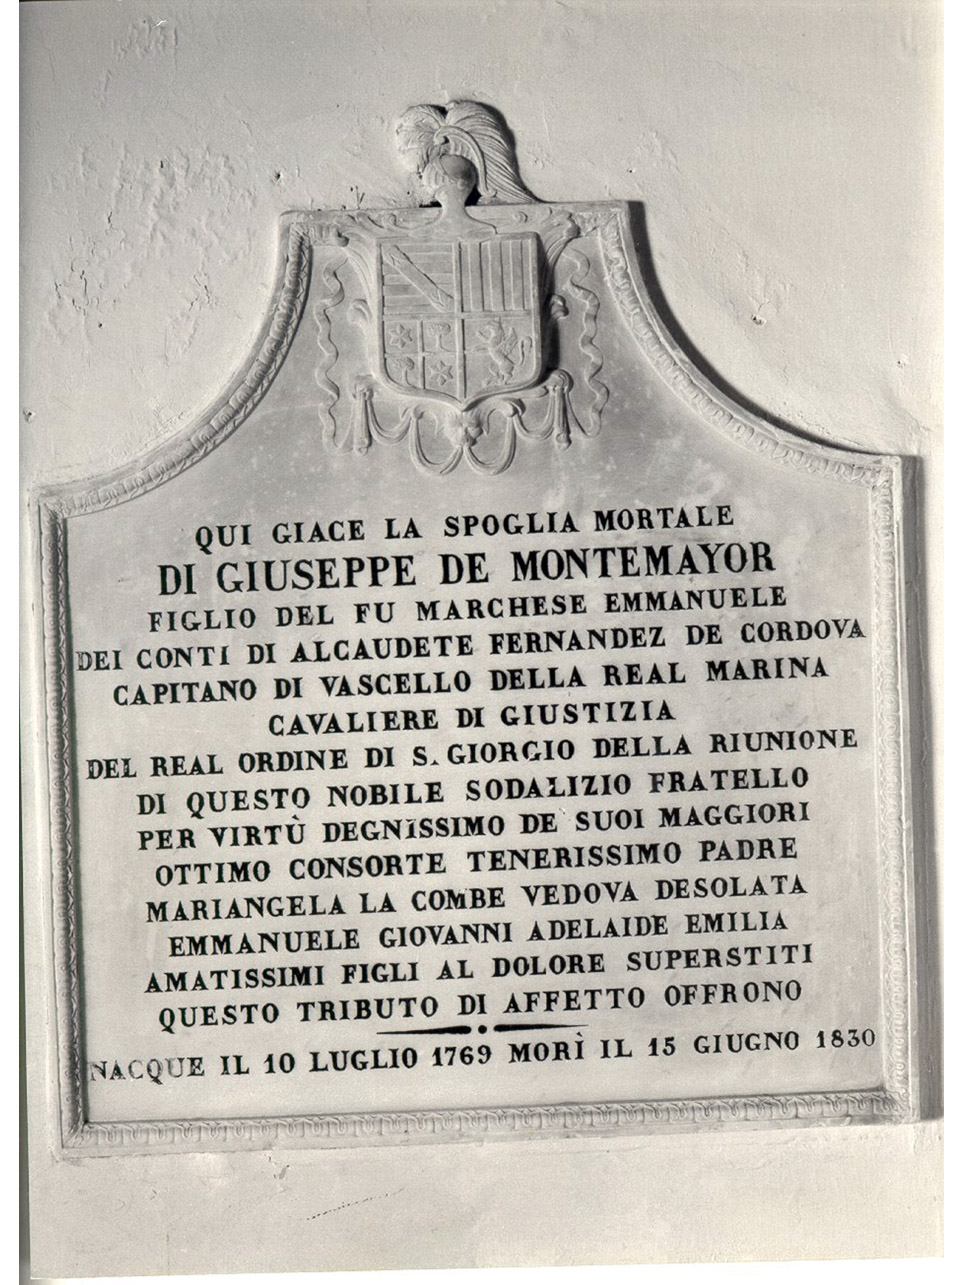 QUI GIACE LA SPOGLIA MORTALE
DI GIUSEPPE DE MONTEMAYOR
FIGLIO DEL FU MARCHESE EMMANUELE
DEI CONTI DI ALCAUDETE FERNANDEZ DE CORDOVA
CAPITANO DI VASCELLO DELLA REAL MARINA
CAVALIERE DI GIUSTIZIA
DEL REAL ORDINE DI S. GIORGIO DELLA RIUNIONE
DI QUESTO NOBILE SODALIZIO FRATELLO
PER VIRTÙ DEGNISSIMO DE' SUOI MAGGIORI
OTTIMO CONSORTE TENERISSIMO PADRE
MARIANGELA LA COMBE VEDOVA DESOLATA
EMMANUELE GIOVANNI ADELAIDE EMILIA
AMATISSIMI FIGLI AL DOLORE SUPERSTITI
QUESTO TRIBUTO DI AFFETTO OFFRONO
NACQUE IL 10 LUGLIO 1769 MORÌ IL 15 GIUGNO 1830